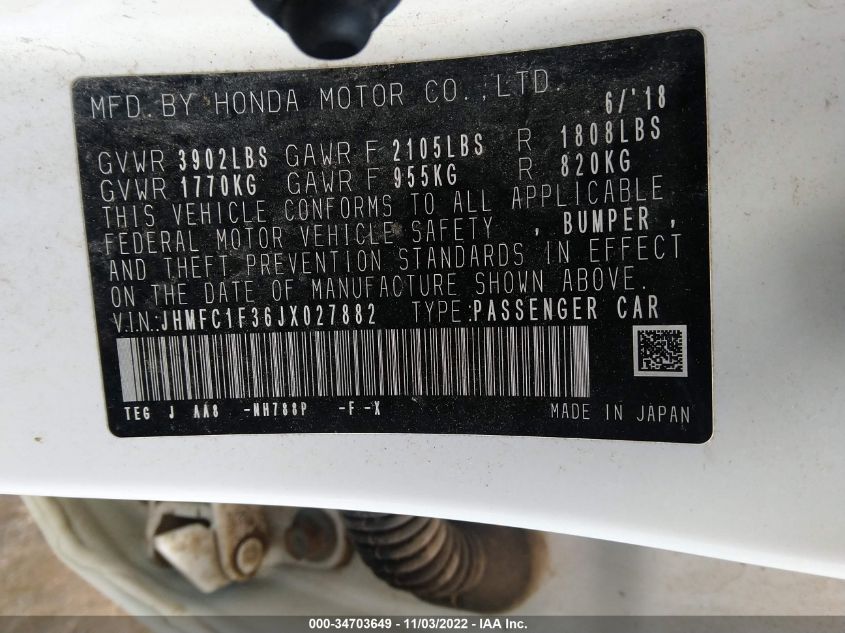 MFD. BY HONDA MOTOR CO.,LTD. 6/'18
GVWR 3902LBS GAWR F 2105LBS R 1808LBS
GVWR 1770KG GAWR F 955KG R 820KG
THIS VEHICLE CONFORMS TO ALL APPLICABLE
FEDERAL MOTOR VEHICLE SAFETY , BUMPER ,
AND THEFT PREVENTION STANDARDS IN EFFECT
ON THE DATE OF MANUFACTURE SHOWN ABOVE.
V.I.N.:JHMFC1F36JX027882 TYPE:PASSENGER CAR
TEG J AA8 -NH788P -F -X
MADE IN JAPAN
000-34703649 - 11/03/2022 - IAA Inc.